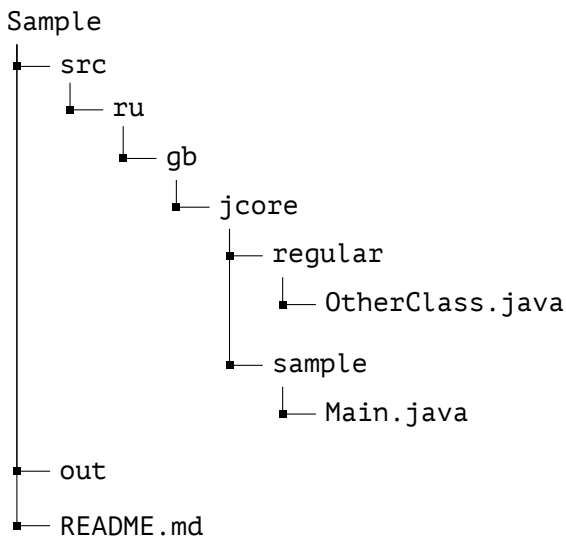 Sample
src
ru
gb
jcore
regular
OtherClass.java
sample
Main.java
out
README.md